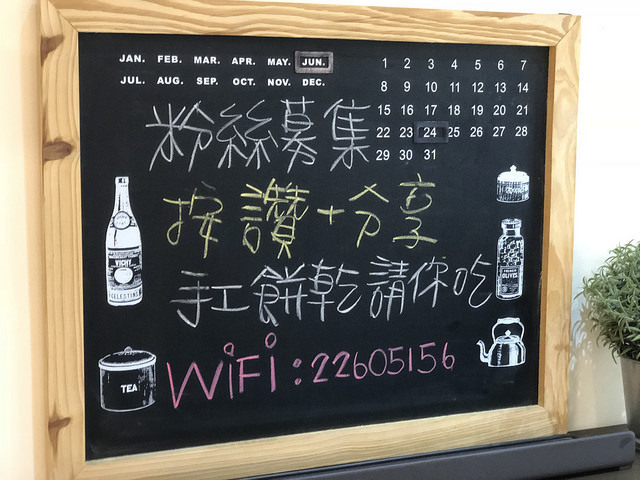 JAN. FEB. MAR. APR. MAY. JUN.
JUL. AUG. SEP. OCT. NOV. DEC.
1 2 3 4 5 6 7
8 9 10 11 12 13 14
15 16 17 18 19 20 21
22 23 24 25 26 27 28
29 30 31
粉絲募集
按讚+分享
手工餅乾請你吃
WiFi:22605156
VICHY
CELESTINS
OLIVES
TEA